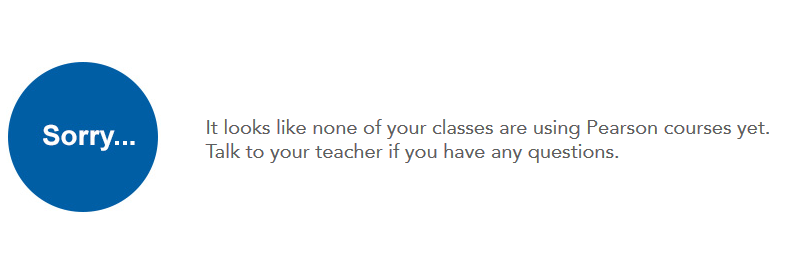 Sorry...
It looks like none of your classes are using Pearson courses yet.
Talk to your teacher if you have any questions.